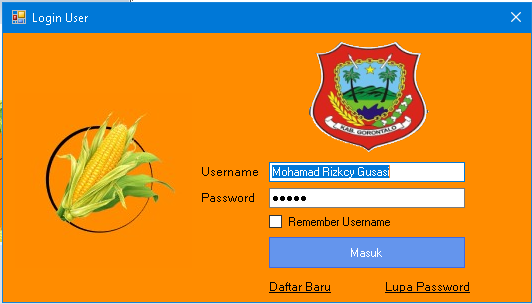 Login User
KAB. GORONTALO
Username Mohamad Rizkcy Gusasi
Password •••••
Remember Username
Masuk
Daftar Baru Lupa Password